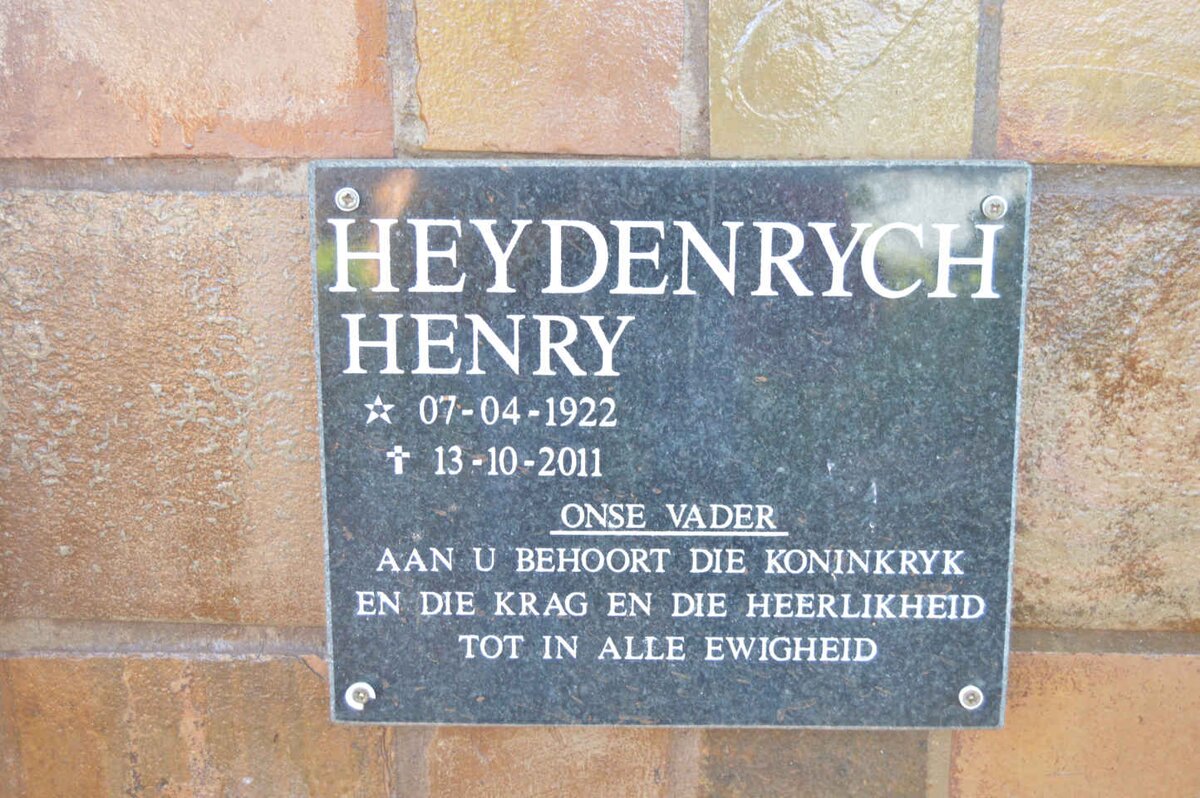 HEYDENRYCH
HENRY
☆ 07-04-1922
✝ 13-10-2011
ONSE VADER
AAN U BEHOORT DIE KONINKRYK
EN DIE KRAG EN DIE HEERLIKHEID
TOT IN ALLE EWIGHEID